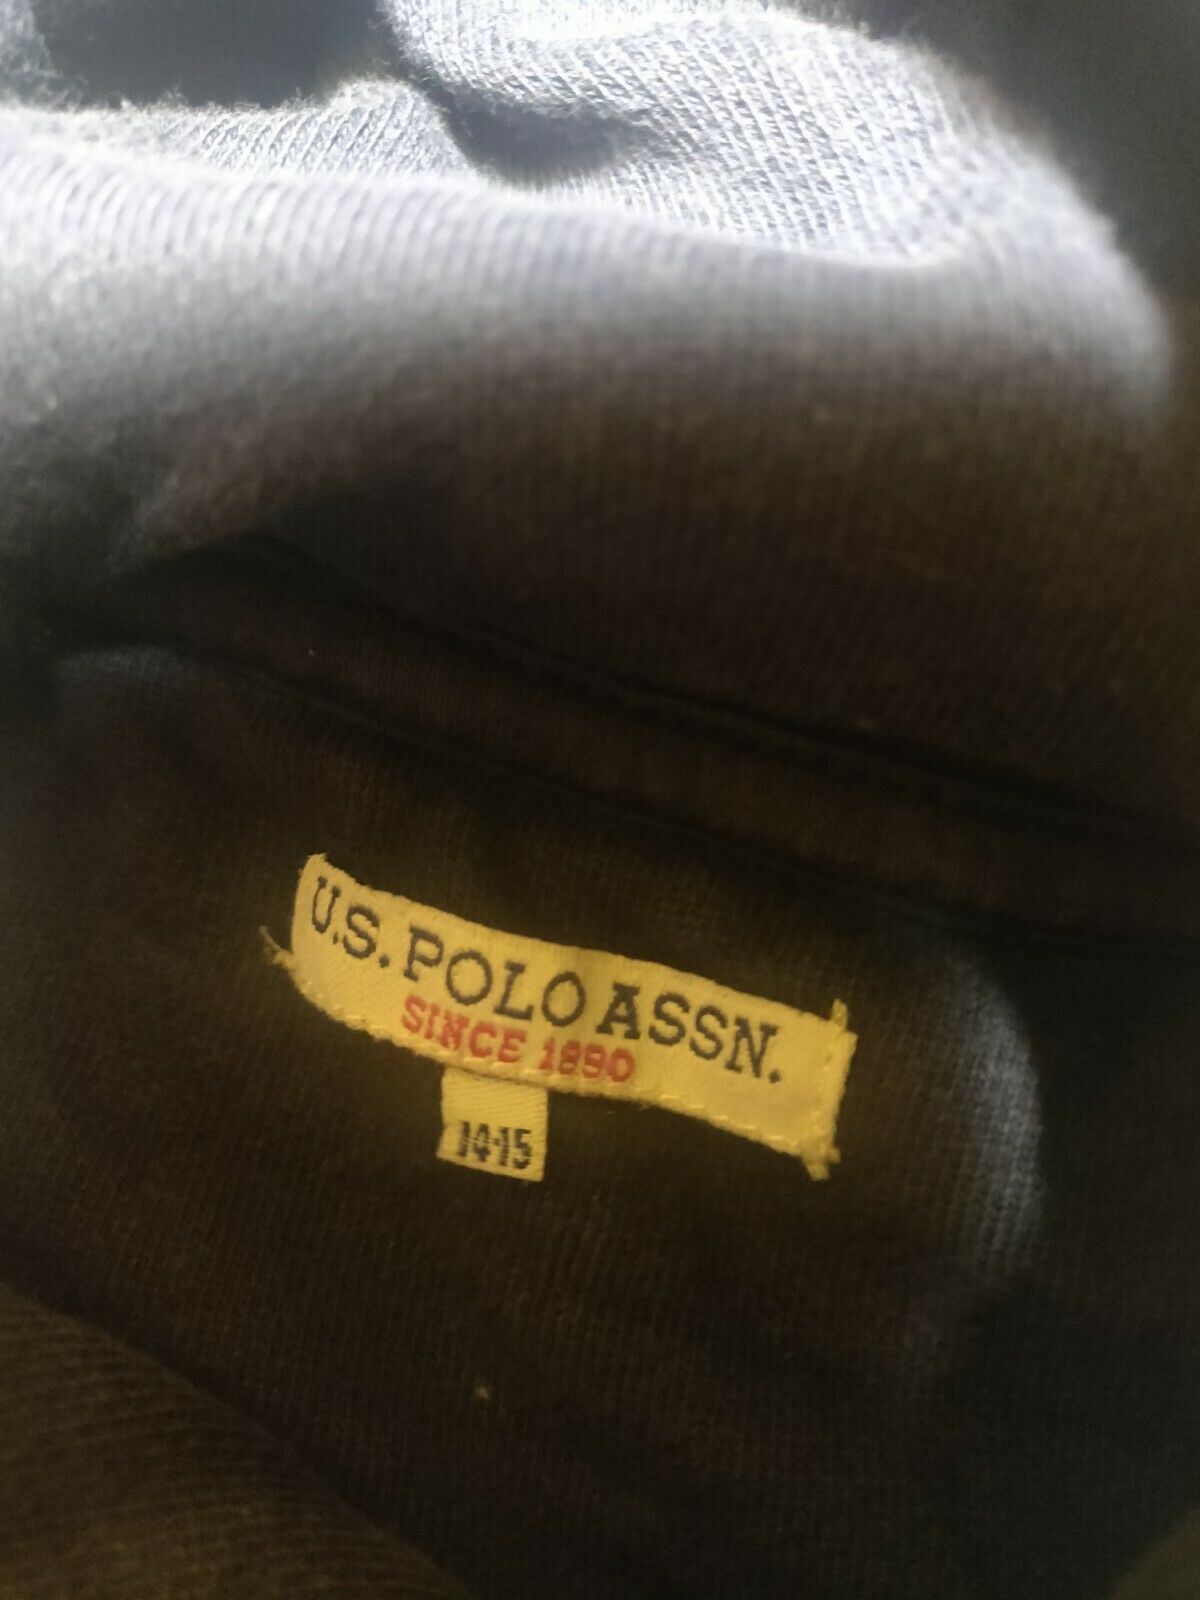 U.S. POLO ASSN.
SINCE 1890
14-15